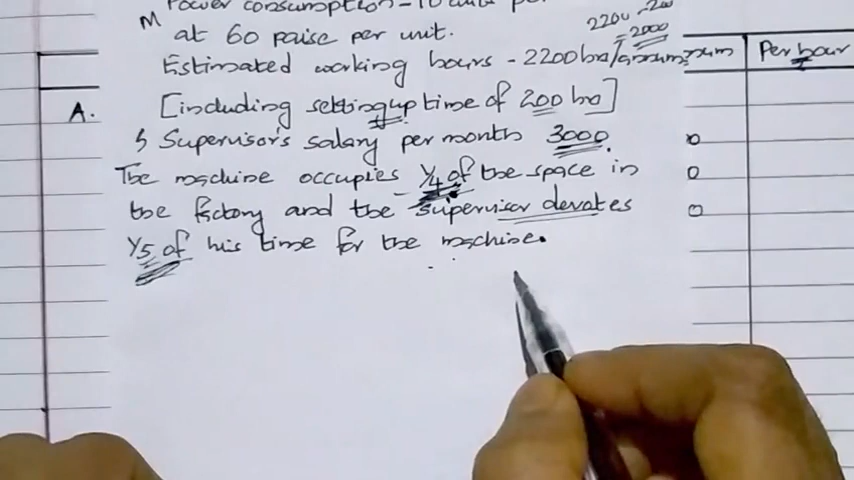 Power consumption - 10 units per
M
at 60 paise per unit.
2200 - 200
= 2000
Estimated working hours - 2200 hrs/annum
num
Per hour
A.
[including setting up time of 200 hrs]
Supervisor's salary per month 3000.
The machine occupies 1/4 of the space in
the factory and the supervisor devotes
1/5 of his time for the machine.
0
0
0